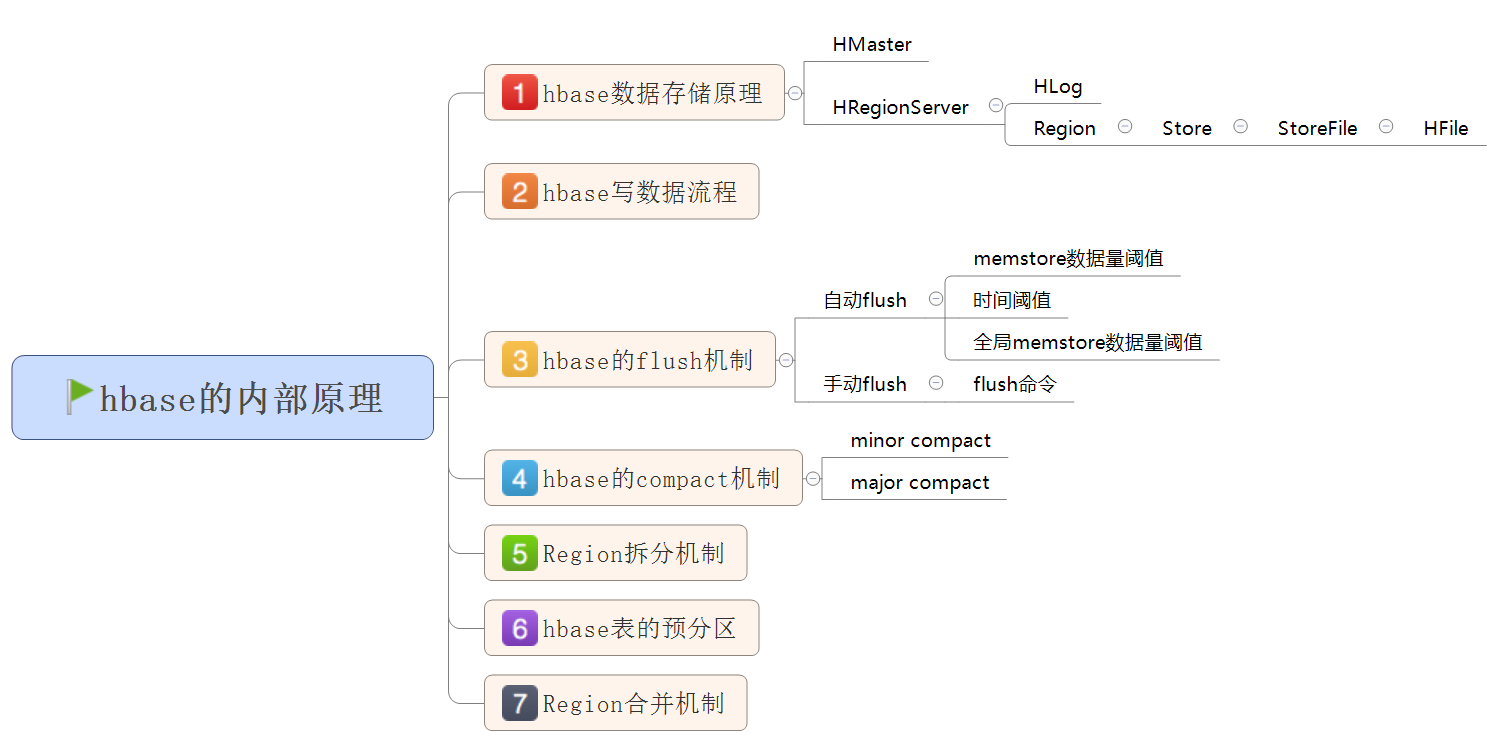 hbase的内部原理
1 hbase数据存储原理
HMaster
HRegionServer
HLog
Region
Store
StoreFile
HFile
2 hbase写数据流程
3 hbase的flush机制
自动flush
memstore数据量阈值
时间阈值
全局memstore数据量阈值
手动flush
flush命令
4 hbase的compact机制
minor compact
major compact
5 Region拆分机制
6 hbase表的预分区
7 Region合并机制